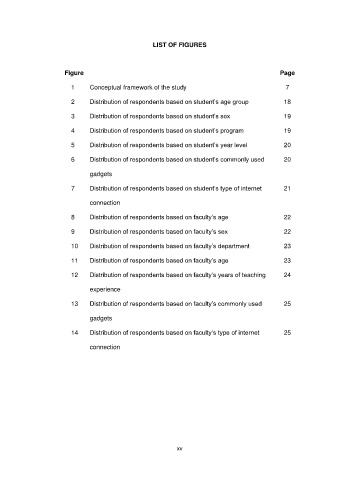 LIST OF FIGURES
Figure Page
1 Conceptual framework of the study 7
2 Distribution of respondents based on student's age group 18
3 Distribution of respondents based on student's sex 19
4 Distribution of respondents based on student's program 19
5 Distribution of respondents based on student's year level 20
6 Distribution of respondents based on student's commonly used 20
gadgets
7 Distribution of respondents based on student's type of internet 21
connection
8 Distribution of respondents based on faculty's age 22
9 Distribution of respondents based on faculty's sex 22
10 Distribution of respondents based on faculty's department 23
11 Distribution of respondents based on faculty's age 23
12 Distribution of respondents based on faculty's years of teaching 24
experience
13 Distribution of respondents based on faculty's commonly used 25
gadgets
14 Distribution of respondents based on faculty's type of internet 25
connection
xv